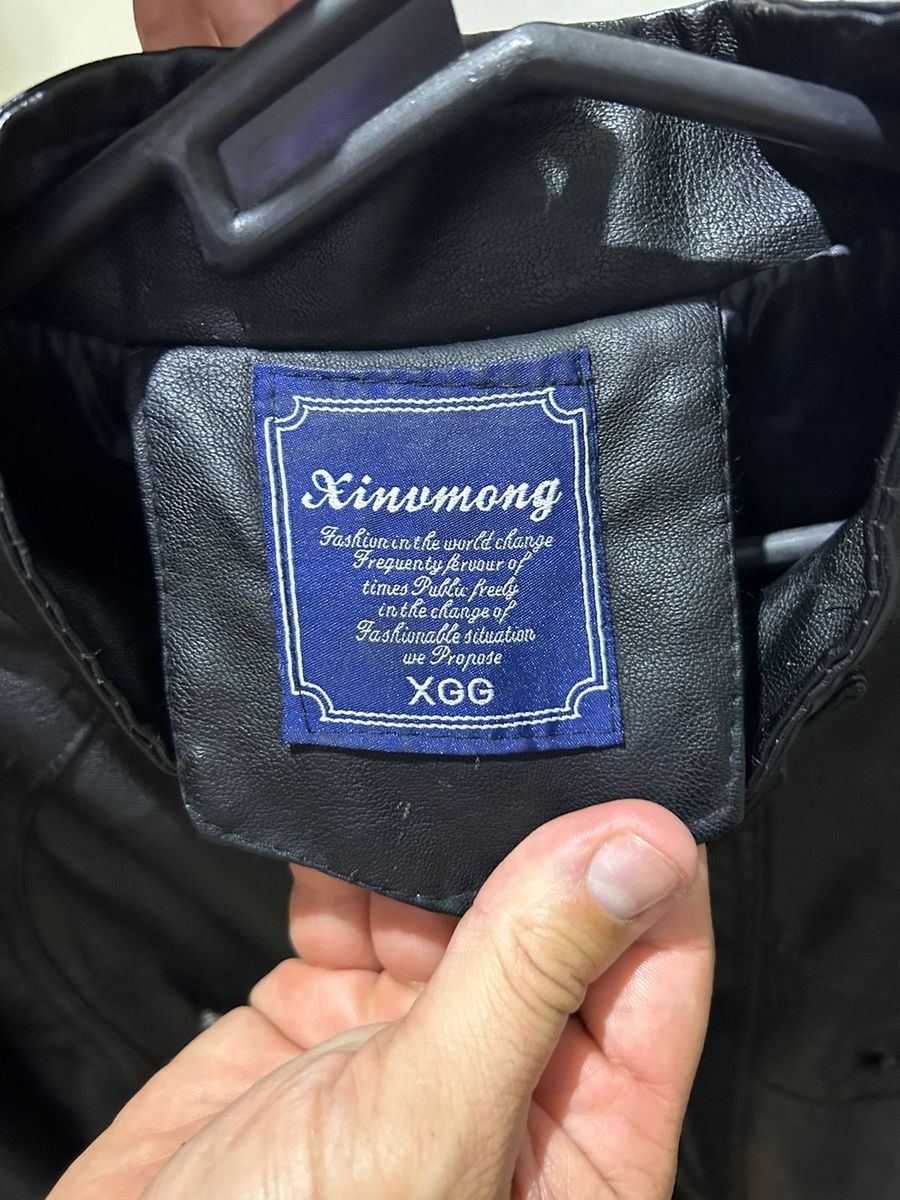 Xinvmong
Fashion in the world change
Frequenty fervour of
times Public freely
in the change of
Fashionable situation
we Propose
XGG